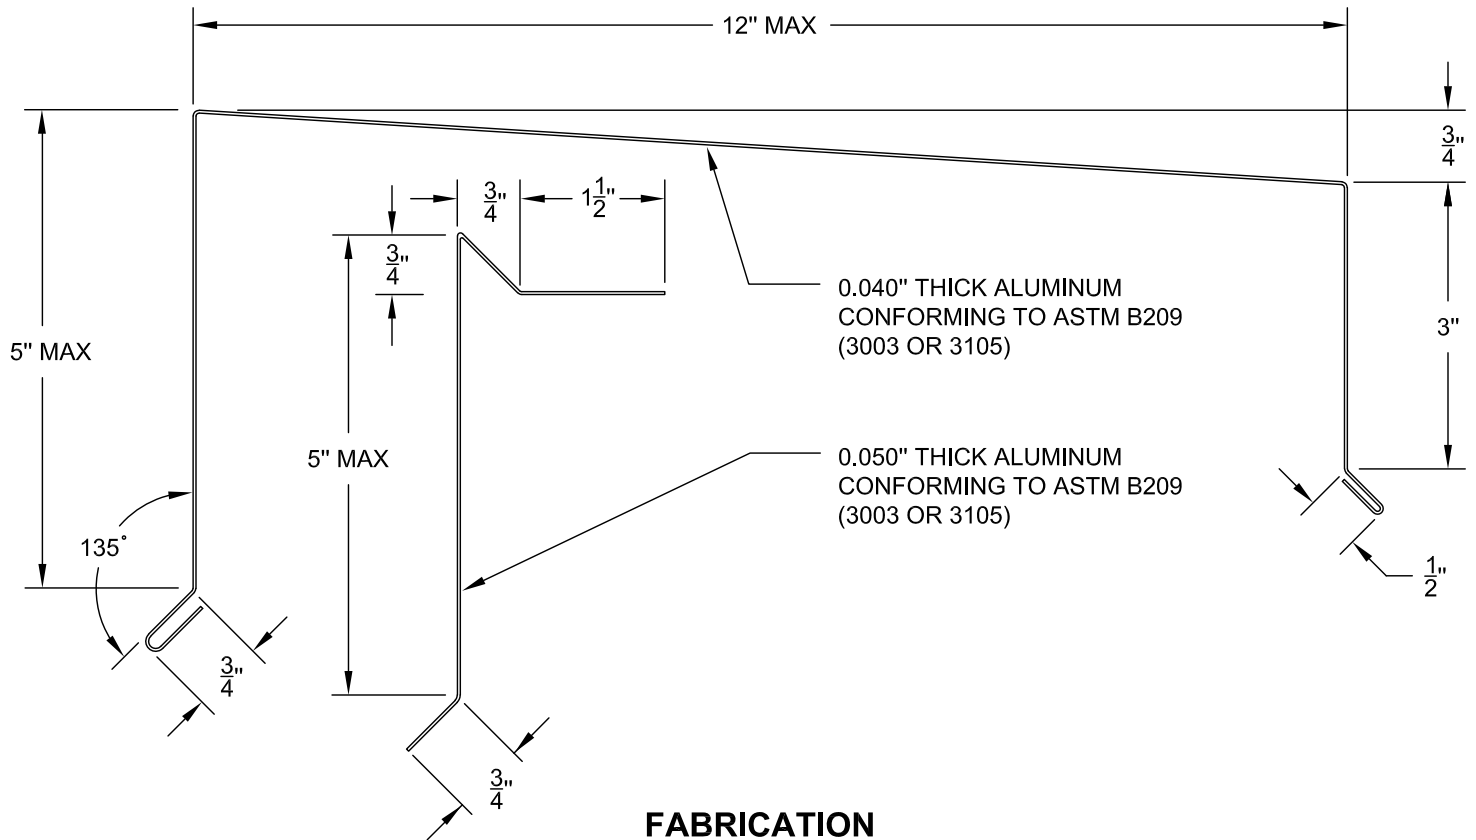 12" MAX
3/4"
3/4"
1 1/2"
3/4"
0.040" THICK ALUMINUM
CONFORMING TO ASTM B209
(3003 OR 3105)
3"
5" MAX
5" MAX
0.050" THICK ALUMINUM
CONFORMING TO ASTM B209
(3003 OR 3105)
135°
1/2"
3/4"
3/4"
FABRICATION